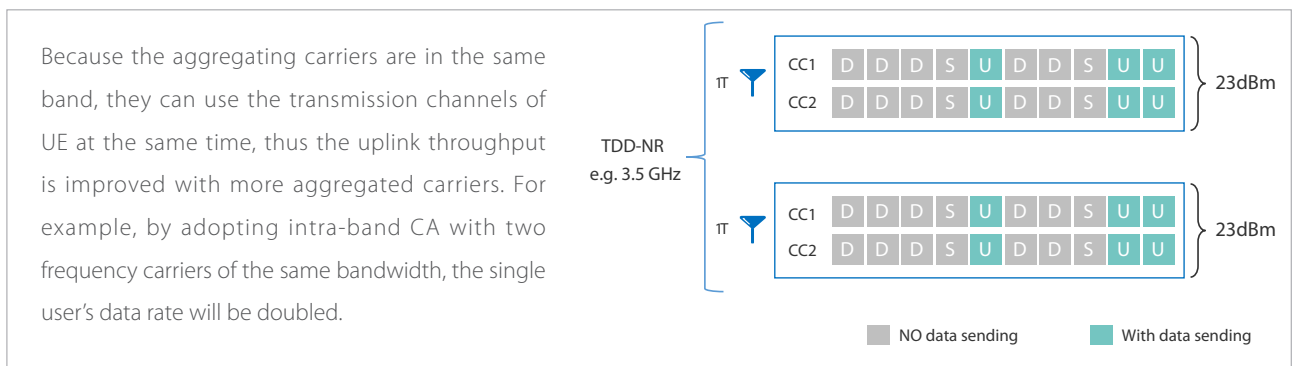 Because the aggregating carriers are in the same
band, they can use the transmission channels of
UE at the same time, thus the uplink throughput
is improved with more aggregated carriers. For
example, by adopting intra-band CA with two
frequency carriers of the same bandwidth, the single
user's data rate will be doubled.
TDD-NR
e.g. 3.5 GHz
1T
CC1 D D D S U D D S U U
CC2 D D D S U D D S U U
23dBm
1T
CC1 D D D S U D D S U U
CC2 D D D S U D D S U U
23dBm
NO data sending
With data sending